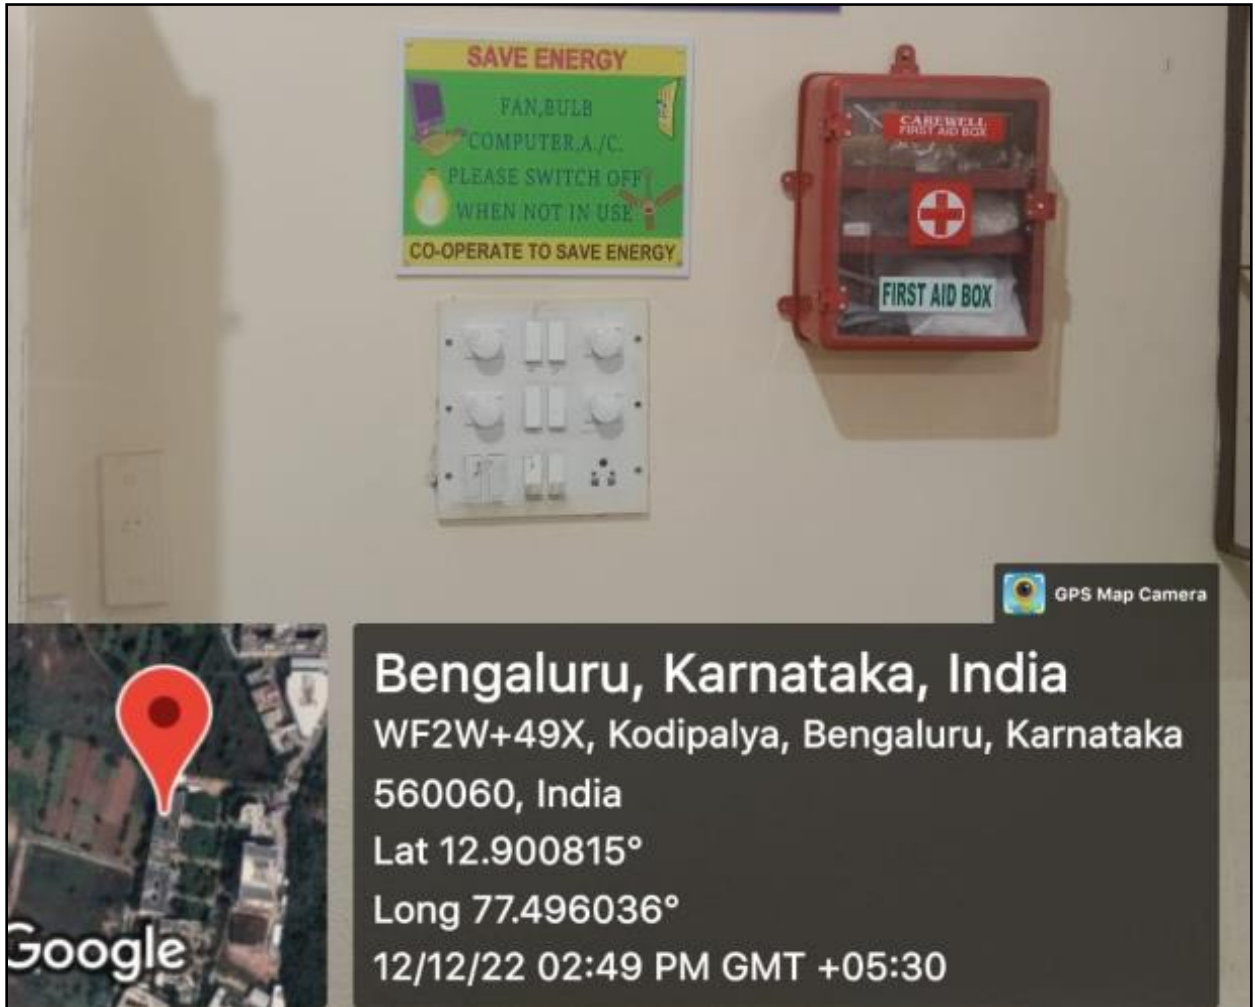 SAVE ENERGY
FAN,BULB
COMPUTER,A./C.
PLEASE SWITCH OFF
WHEN NOT IN USE
CO-OPERATE TO SAVE ENERGY
CAREWELL
FIRST AID BOX
FIRST AID BOX
GPS Map Camera
Bengaluru, Karnataka, India
WF2W+49X, Kodipalya, Bengaluru, Karnataka
560060, India
Lat 12.900815°
Long 77.496036°
12/12/22 02:49 PM GMT +05:30
Google